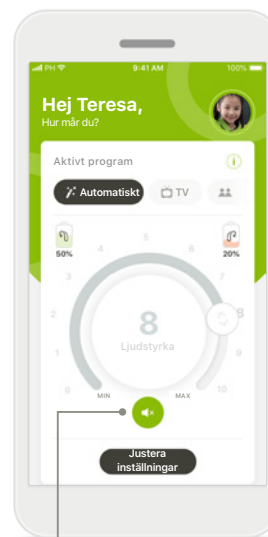 PH
9:41 AM
100%
Hej Teresa,
Hur mår du?
Aktivt program
i
Automatiskt
TV
50%
20%
5
4
6
3
7
2
8
8
Ljudstyrka
1
9
0
10
MIN
MAX
Justera
inställningar